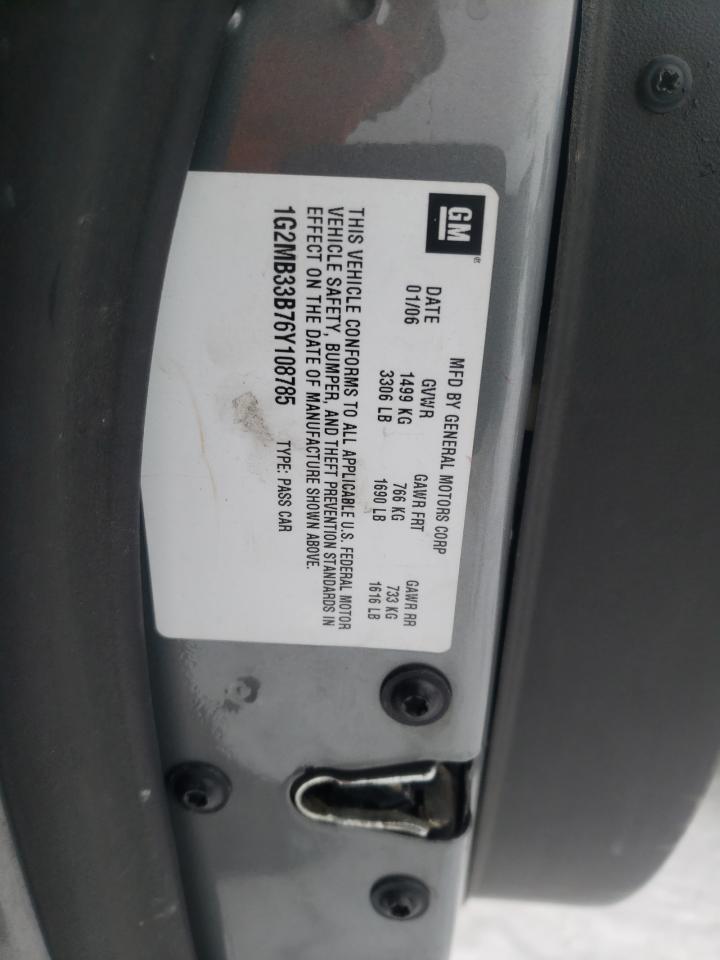 GM
MFD BY GENERAL MOTORS CORP
DATE GVWR GAWR FRT GAWR RR
01/06 1499 KG 766 KG 733 KG
3306 LB 1690 LB 1616 LB
THIS VEHICLE CONFORMS TO ALL APPLICABLE U.S. FEDERAL MOTOR
VEHICLE SAFETY, BUMPER, AND THEFT PREVENTION STANDARDS IN
EFFECT ON THE DATE OF MANUFACTURE SHOWN ABOVE.
1G2MB33B76Y108785 TYPE: PASS CAR